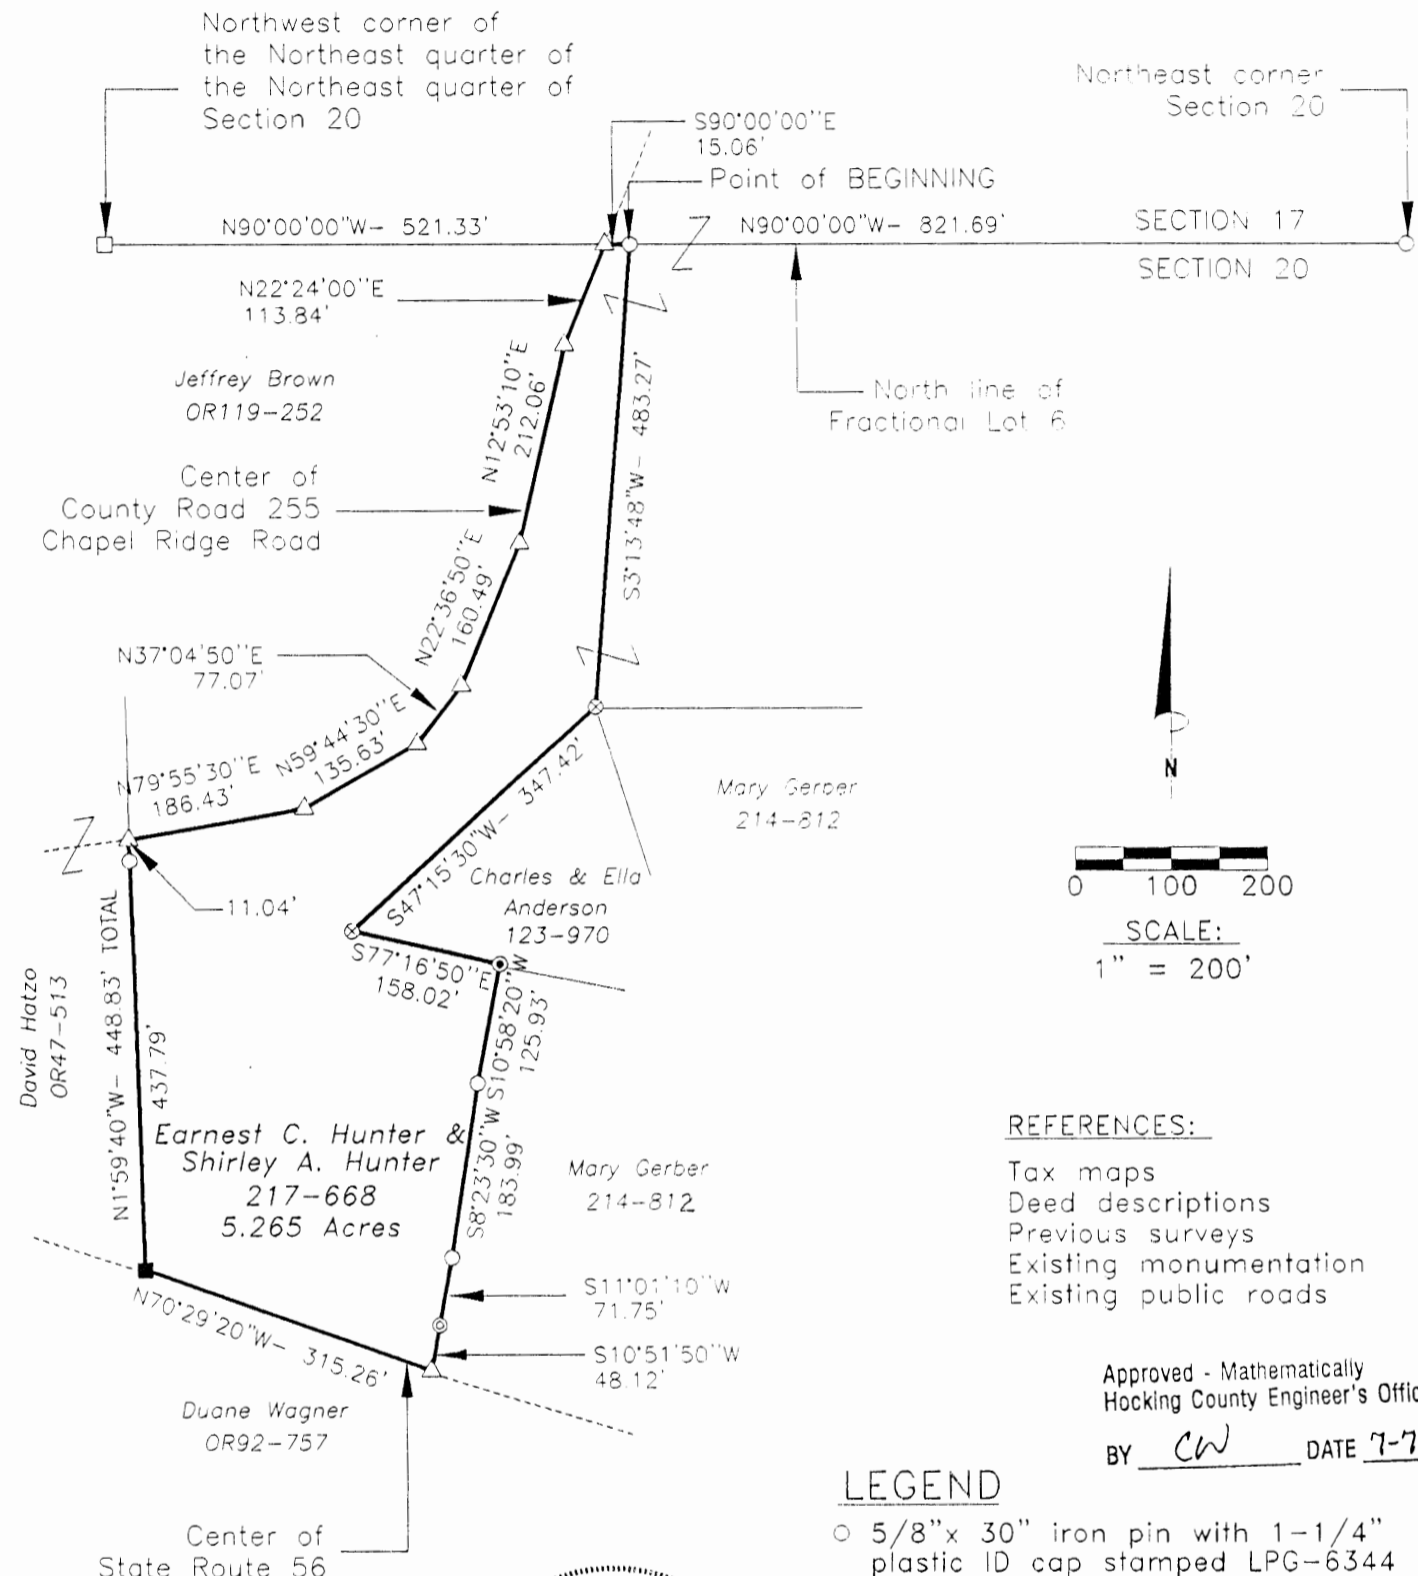 Northwest corner of
the Northeast quarter of
the Northeast quarter of
Section 20
Northeast corner
Section 20
S90°00'00"E
15.06'
Point of BEGINNING
N90°00'00"W- 521.33'
N90°00'00"W- 821.69'
SECTION 17
SECTION 20
N22°24'00"E
113.84'
Jeffrey Brown
OR119-252
N12°53'10"E
212.06'
S3°13'48"W- 483.27'
North line of
Fractional Lot 6
Center of
County Road 255
Chapel Ridge Road
N22°36'50"E
160.49'
N37°04'50"E
77.07'
N59°44'30"E
135.63'
N79°55'30"E
186.43'
S47°15'30"W- 347.42'
Mary Gerber
214-812
N
0 100 200
SCALE:
1" = 200'
Charles & Ella
Anderson
123-970
11.04'
S77°16'50"E
158.02'
S10°58'20"W
125.93'
David Hatzo
OR47-513
N1°59'40"W- 448.83' TOTAL
437.79'
Earnest C. Hunter &
Shirley A. Hunter
217-668
5.265 Acres
S8°23'30"W
183.99'
Mary Gerber
214-812
REFERENCES:
Tax maps
Deed descriptions
Previous surveys
Existing monumentation
Existing public roads
S11°01'10"W
71.75'
N70°29'20"W- 315.26'
S10°51'50"W
48.12'
Duane Wagner
OR92-757
Approved - Mathematically
Hocking County Engineer's Offic
BY CW DATE 7-7
Center of
State Route 56
LEGEND
5/8"x 30" iron pin with 1-1/4"
plastic ID cap stamped LPG-6344